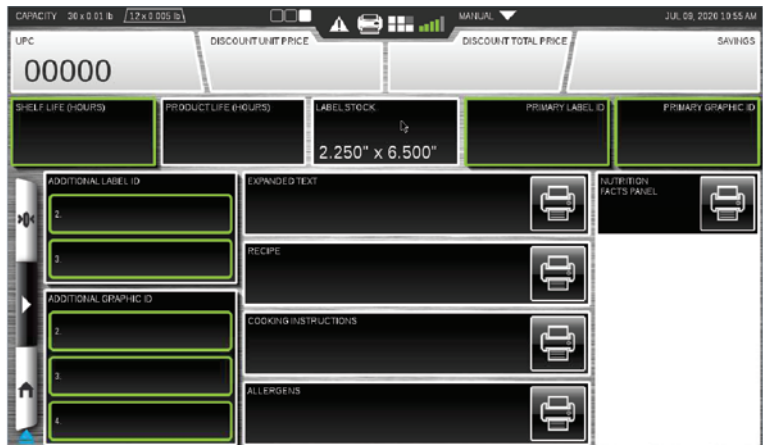 CAPACITY 30 x 0.01 lb 12 x 0.005 lb MANUAL JUL 09, 2020 10:55 AM
UPC DISCOUNT UNIT PRICE DISCOUNT TOTAL PRICE SAVINGS
00000
SHELF LIFE (HOURS) PRODUCT LIFE (HOURS) LABEL STOCK PRIMARY LABEL ID PRIMARY GRAPHIC ID
2.250" x 6.500"
ADDITIONAL LABEL ID
2.
3.
ADDITIONAL GRAPHIC ID
2.
3.
4.
EXPANDED TEXT
RECIPE
COOKING INSTRUCTIONS
ALLERGENS
NUTRITION
FACTS PANEL
>0<